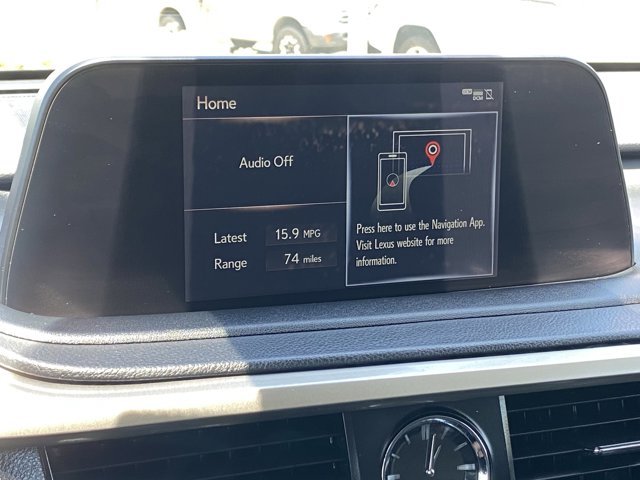 Home
DCM
Audio Off
Latest 15.9 MPG
Range 74 miles
Press here to use the Navigation App.
Visit Lexus website for more
information.